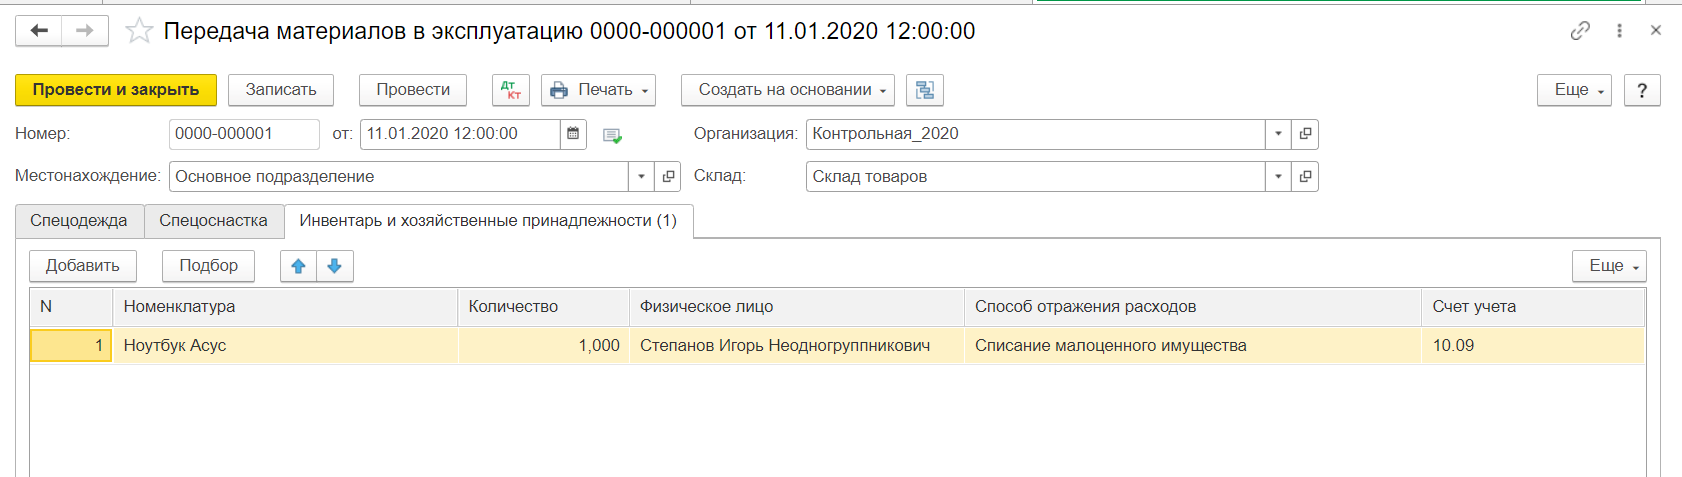 Передача материалов в эксплуатацию 0000-000001 от 11.01.2020 12:00:00
Провести и закрыть Записать Провести Дт Кт Печать Создать на основании Еще ?
Номер: 0000-000001 от: 11.01.2020 12:00:00 Организация: Контрольная_2020
Местонахождение: Основное подразделение Склад: Склад товаров
Спецодежда Спецоснастка Инвентарь и хозяйственные принадлежности (1)
Добавить Подбор Еще
N Номенклатура Количество Физическое лицо Способ отражения расходов Счет учета
1 Ноутбук Асус 1,000 Степанов Игорь Неодногруппникович Списание малоценного имущества 10.09